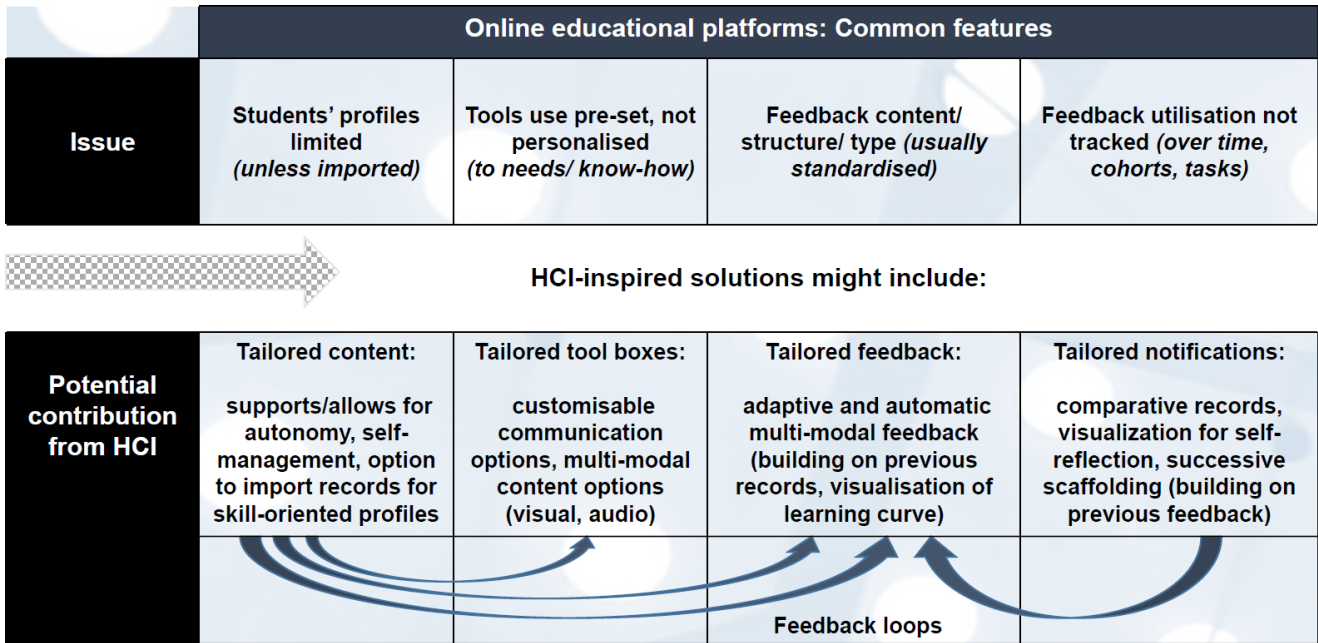 Online educational platforms: Common features
Issue
Students' profiles
limited
(unless imported)
Tools use pre-set, not
personalised
(to needs/ know-how)
Feedback content/
structure/ type (usually
standardised)
Feedback utilisation not
tracked (over time,
cohorts, tasks)
HCI-inspired solutions might include:
Potential
contribution
from HCI
Tailored content:
supports/allows for
autonomy, self-
management, option
to import records for
skill-oriented profiles
Tailored tool boxes:
customisable
communication
options, multi-modal
content options
(visual, audio)
Tailored feedback:
adaptive and automatic
multi-modal feedback
(building on previous
records, visualisation of
learning curve)
Tailored notifications:
comparative records,
visualization for self-
reflection, successive
scaffolding (building on
previous feedback)
Feedback loops